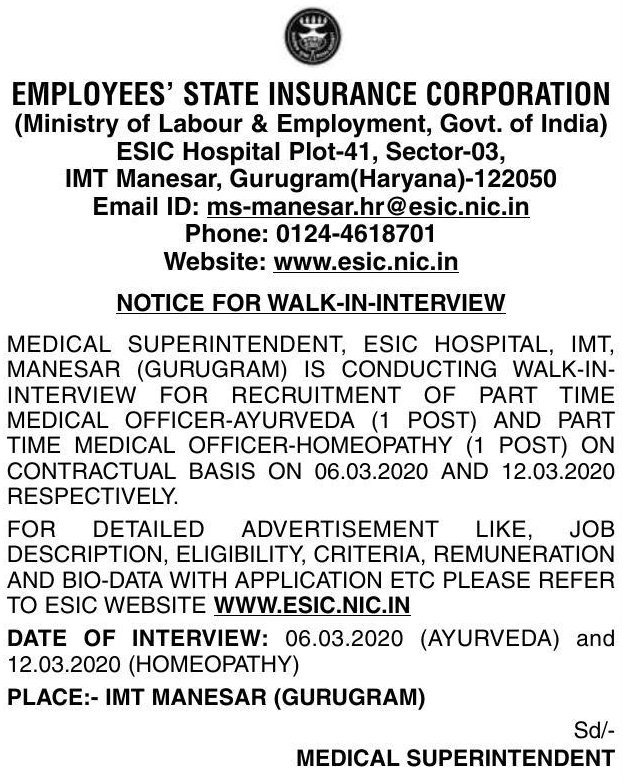 EMPLOYEES’ STATE INSURANCE CORPORATION
(Ministry of Labour & Employment, Govt. of India)
ESIC Hospital Plot-41, Sector-03,
IMT Manesar, Gurugram(Haryana)-122050
Email ID: ms-manesar.hr@esic.nic.in
Phone: 0124-4618701
Website: www.esic.nic.in
NOTICE FOR WALK-IN-INTERVIEW
MEDICAL SUPERINTENDENT, ESIC HOSPITAL, IMT,
MANESAR (GURUGRAM) IS CONDUCTING WALK-IN-
INTERVIEW FOR RECRUITMENT OF PART TIME
MEDICAL OFFICER-AYURVEDA (1 POST) AND PART
TIME MEDICAL OFFICER-HOMEOPATHY (1 POST) ON
CONTRACTUAL BASIS ON 06.03.2020 AND 12.03.2020
RESPECTIVELY.
FOR DETAILED ADVERTISEMENT LIKE, JOB
DESCRIPTION, ELIGIBILITY, CRITERIA, REMUNERATION
AND BIO-DATA WITH APPLICATION ETC PLEASE REFER
TO ESIC WEBSITE WWW.ESIC.NIC.IN
DATE OF INTERVIEW: 06.03.2020 (AYURVEDA) and
12.03.2020 (HOMEOPATHY)
PLACE:- IMT MANESAR (GURUGRAM)
Sd/-
MEDICAL SUPERINTENDENT